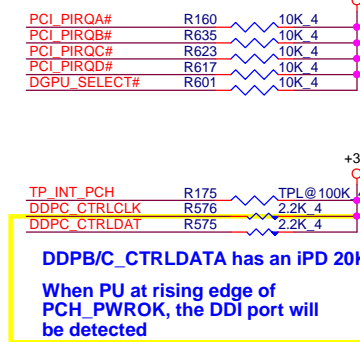 PCI_PIRQA# R160 10K_4
PCI_PIRQB# R635 10K_4
PCI_PIRQC# R623 10K_4
PCI_PIRQD# R617 10K_4
DGPU_SELECT# R601 10K_4
+3
TP_INT_PCH R175 TPL@100K_4
DDPC_CTRLCLK R576 2.2K_4
DDPC_CTRLDAT R575 2.2K_4
DDPB/C_CTRLDATA has an iPD 20K
When PU at rising edge of
PCH_PWROK, the DDI port will
be detected